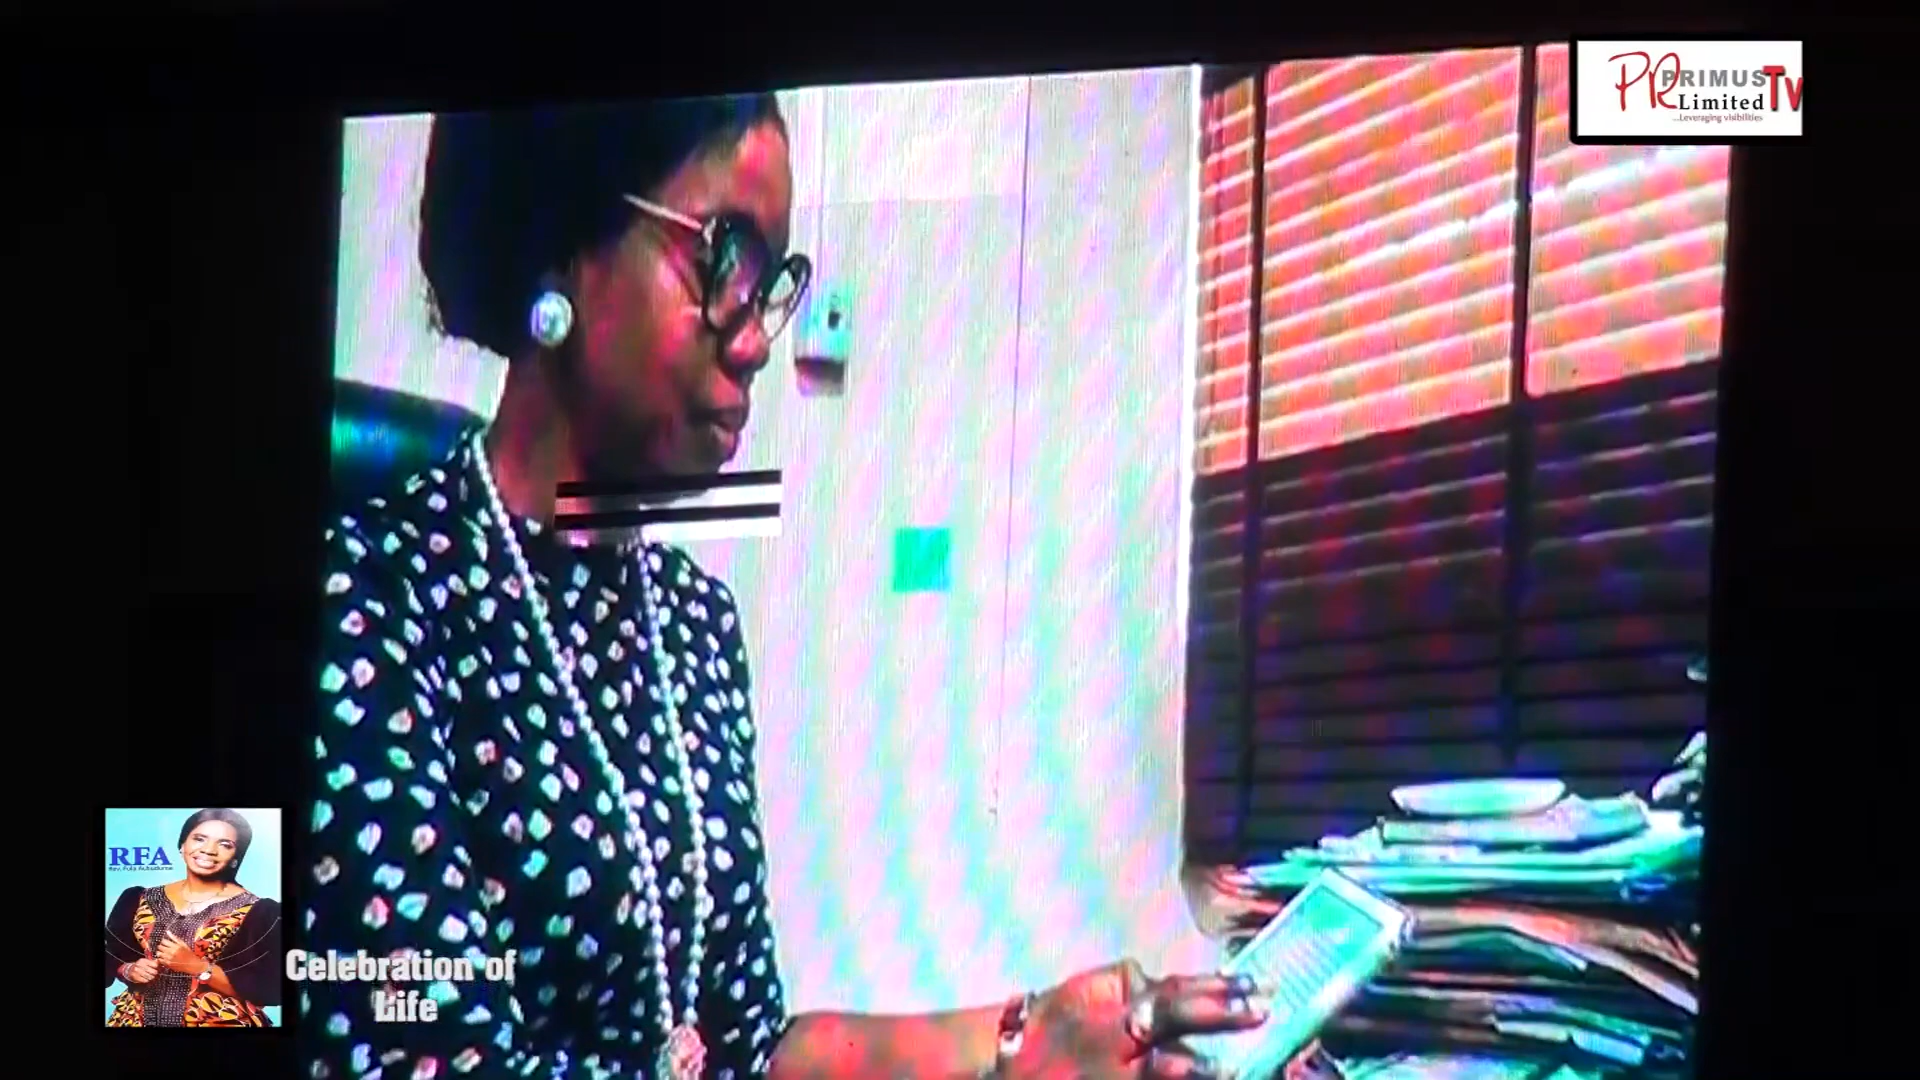 PR PRIMUS TV
Limited
...Leveraging visibilities
RFA
Celebration of
Life